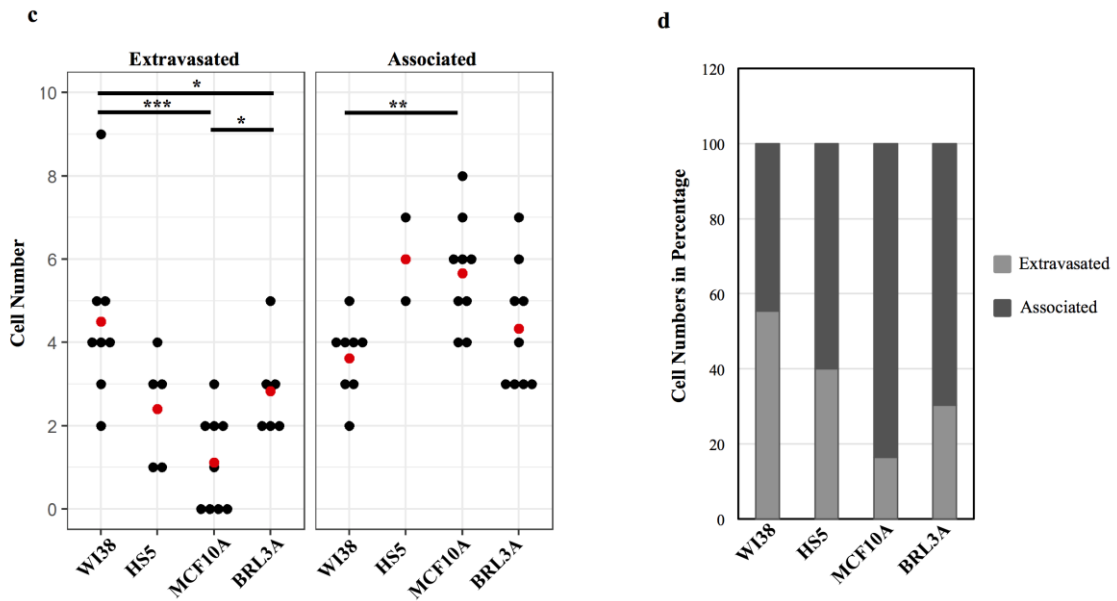 c
Extravasated
Associated
Cell Number
10
8
6
4
2
0
*
***
*
**
WI38
HS5
MCF10A
BRL3A
WI38
HS5
MCF10A
BRL3A
d
Cell Numbers in Percentage
120
100
80
60
40
20
0
WI38
HS5
MCF10A
BRL3A
Extravasated
Associated